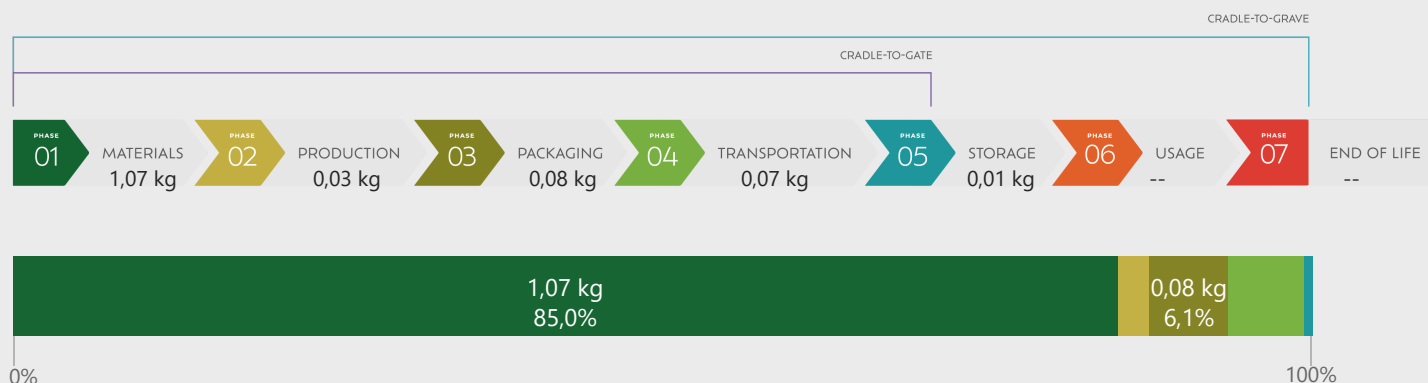 CRADLE-TO-GRAVE
CRADLE-TO-GATE
PHASE
01
MATERIALS
1,07 kg
PHASE
02
PRODUCTION
0,03 kg
PHASE
03
PACKAGING
0,08 kg
PHASE
04
TRANSPORTATION
0,07 kg
PHASE
05
STORAGE
0,01 kg
PHASE
06
USAGE
--
PHASE
07
END OF LIFE
--
1,07 kg
85,0%
0,08 kg
6,1%
0%
100%